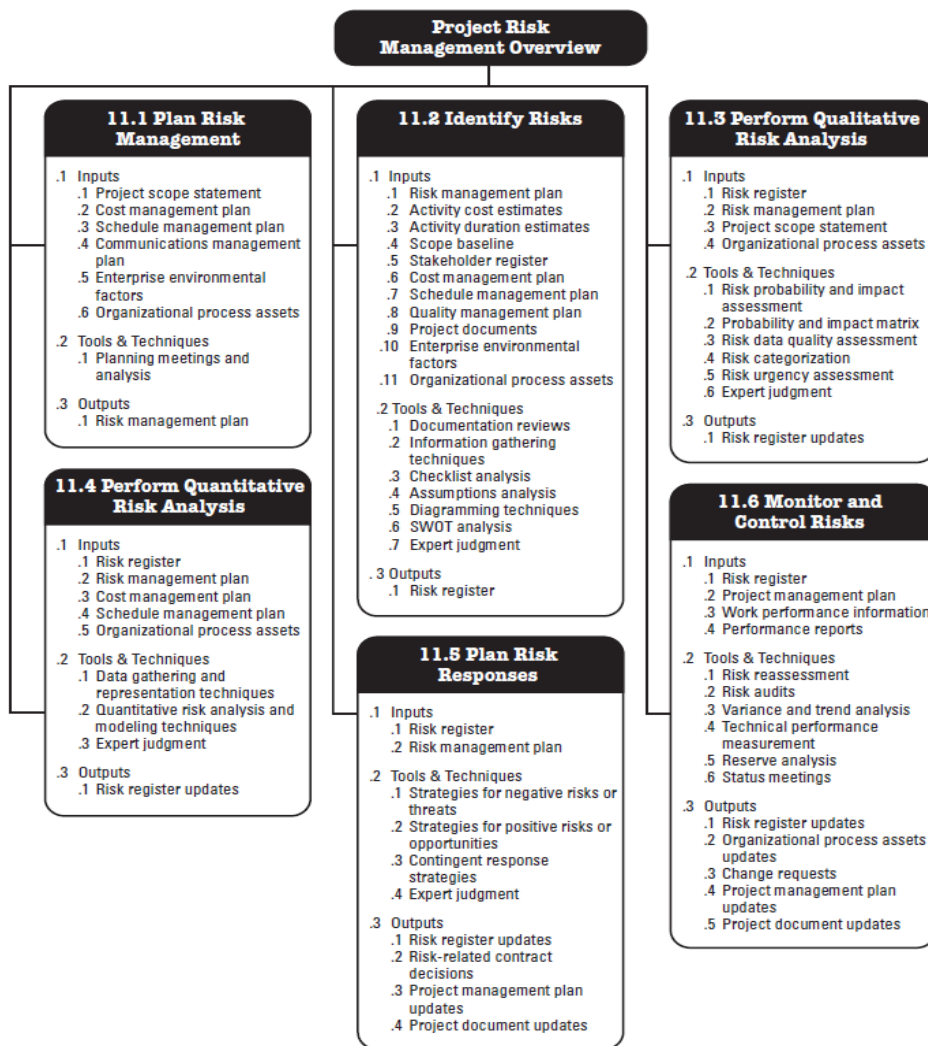 Project Risk
Management Overview
11.1 Plan Risk
Management
.1 Inputs
.1 Project scope statement
.2 Cost management plan
.3 Schedule management plan
.4 Communications management
plan
.5 Enterprise environmental
factors
.6 Organizational process assets
.2 Tools & Techniques
.1 Planning meetings and
analysis
.3 Outputs
.1 Risk management plan
11.2 Identify Risks
.1 Inputs
.1 Risk management plan
.2 Activity cost estimates
.3 Activity duration estimates
.4 Scope baseline
.5 Stakeholder register
.6 Cost management plan
.7 Schedule management plan
.8 Quality management plan
.9 Project documents
.10 Enterprise environmental
factors
.11 Organizational process assets
.2 Tools & Techniques
.1 Documentation reviews
.2 Information gathering
techniques
.3 Checklist analysis
.4 Assumptions analysis
.5 Diagramming techniques
.6 SWOT analysis
.7 Expert judgment
. 3 Outputs
.1 Risk register
11.3 Perform Qualitative
Risk Analysis
.1 Inputs
.1 Risk register
.2 Risk management plan
.3 Project scope statement
.4 Organizational process assets
.2 Tools & Techniques
.1 Risk probability and impact
assessment
.2 Probability and impact matrix
.3 Risk data quality assessment
.4 Risk categorization
.5 Risk urgency assessment
.6 Expert judgment
.3 Outputs
.1 Risk register updates
11.4 Perform Quantitative
Risk Analysis
.1 Inputs
.1 Risk register
.2 Risk management plan
.3 Cost management plan
.4 Schedule management plan
.5 Organizational process assets
.2 Tools & Techniques
.1 Data gathering and
representation techniques
.2 Quantitative risk analysis and
modeling techniques
.3 Expert judgment
.3 Outputs
.1 Risk register updates
11.5 Plan Risk
Responses
.1 Inputs
.1 Risk register
.2 Risk management plan
.2 Tools & Techniques
.1 Strategies for negative risks or
threats
.2 Strategies for positive risks or
opportunities
.3 Contingent response
strategies
.4 Expert judgment
.3 Outputs
.1 Risk register updates
.2 Risk-related contract
decisions
.3 Project management plan
updates
.4 Project document updates
11.6 Monitor and
Control Risks
.1 Inputs
.1 Risk register
.2 Project management plan
.3 Work performance information
.4 Performance reports
.2 Tools & Techniques
.1 Risk reassessment
.2 Risk audits
.3 Variance and trend analysis
.4 Technical performance
measurement
.5 Reserve analysis
.6 Status meetings
.3 Outputs
.1 Risk register updates
.2 Organizational process assets
updates
.3 Change requests
.4 Project management plan
updates
.5 Project document updates